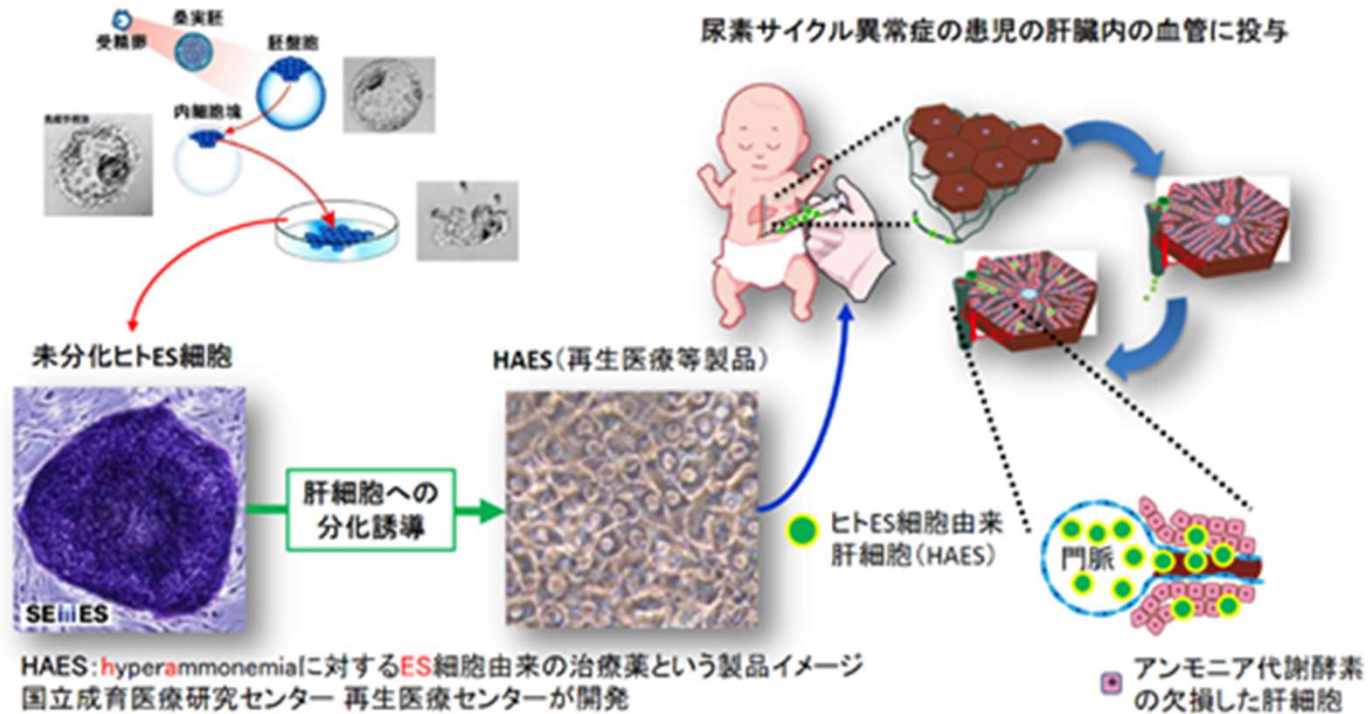 尿素サイクル異常症の患児の肝臓内の血管に投与
受精卵
桑実胚
胚盤胞
内細胞塊
未分化ヒトES細胞
HAES(再生医療等製品)
肝細胞への
分化誘導
SEES
ヒトES細胞由来
肝細胞(HAES)
門脈
アンモニア代謝酵素
の欠損した肝細胞
HAES:hyperammonemiaに対するES細胞由来の治療薬という製品イメージ
国立成育医療研究センター 再生医療センターが開発